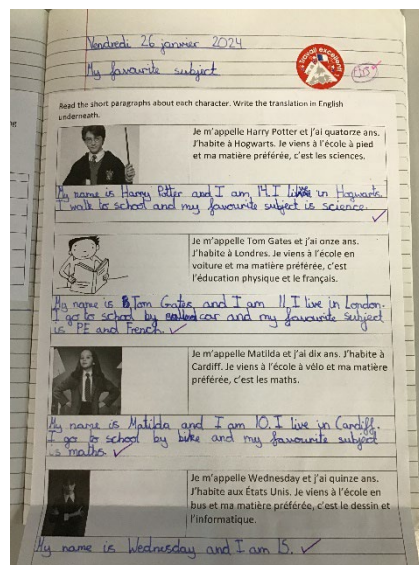 Vendredi 26 janvier 2024
My favourite subject
Travail excellent
Read the short paragraphs about each character. Write the translation in English
underneath.
Je m'appelle Harry Potter et j'ai quatorze ans.
J'habite à Hogwarts. Je viens à l'école à pied
et ma matière préférée, c'est les sciences.
My name is Harry Potter and I am 14. I live in Hogwarts.
I walk to school and my favourite subject is science.
Je m'appelle Tom Gates et j'ai onze ans.
J'habite à Londres. Je viens à l'école en
voiture et ma matière préférée, c'est
l'éducation physique et le français.
My name is Tom Gates and I am 11. I live in London.
I go to school by car and my favourite subject
is PE and French.
Je m'appelle Matilda et j'ai dix ans. J'habite à
Cardiff. Je viens à l'école à vélo et ma matière
préférée, c'est les maths.
My name is Matilda and I am 10. I live in Cardiff.
I go to school by bike and my favourite subject
is maths.
Je m'appelle Wednesday et j'ai quinze ans.
J'habite aux États Unis. Je viens à l'école en
bus et ma matière préférée, c'est le dessin et
l'informatique.
My name is Wednesday and I am 15.